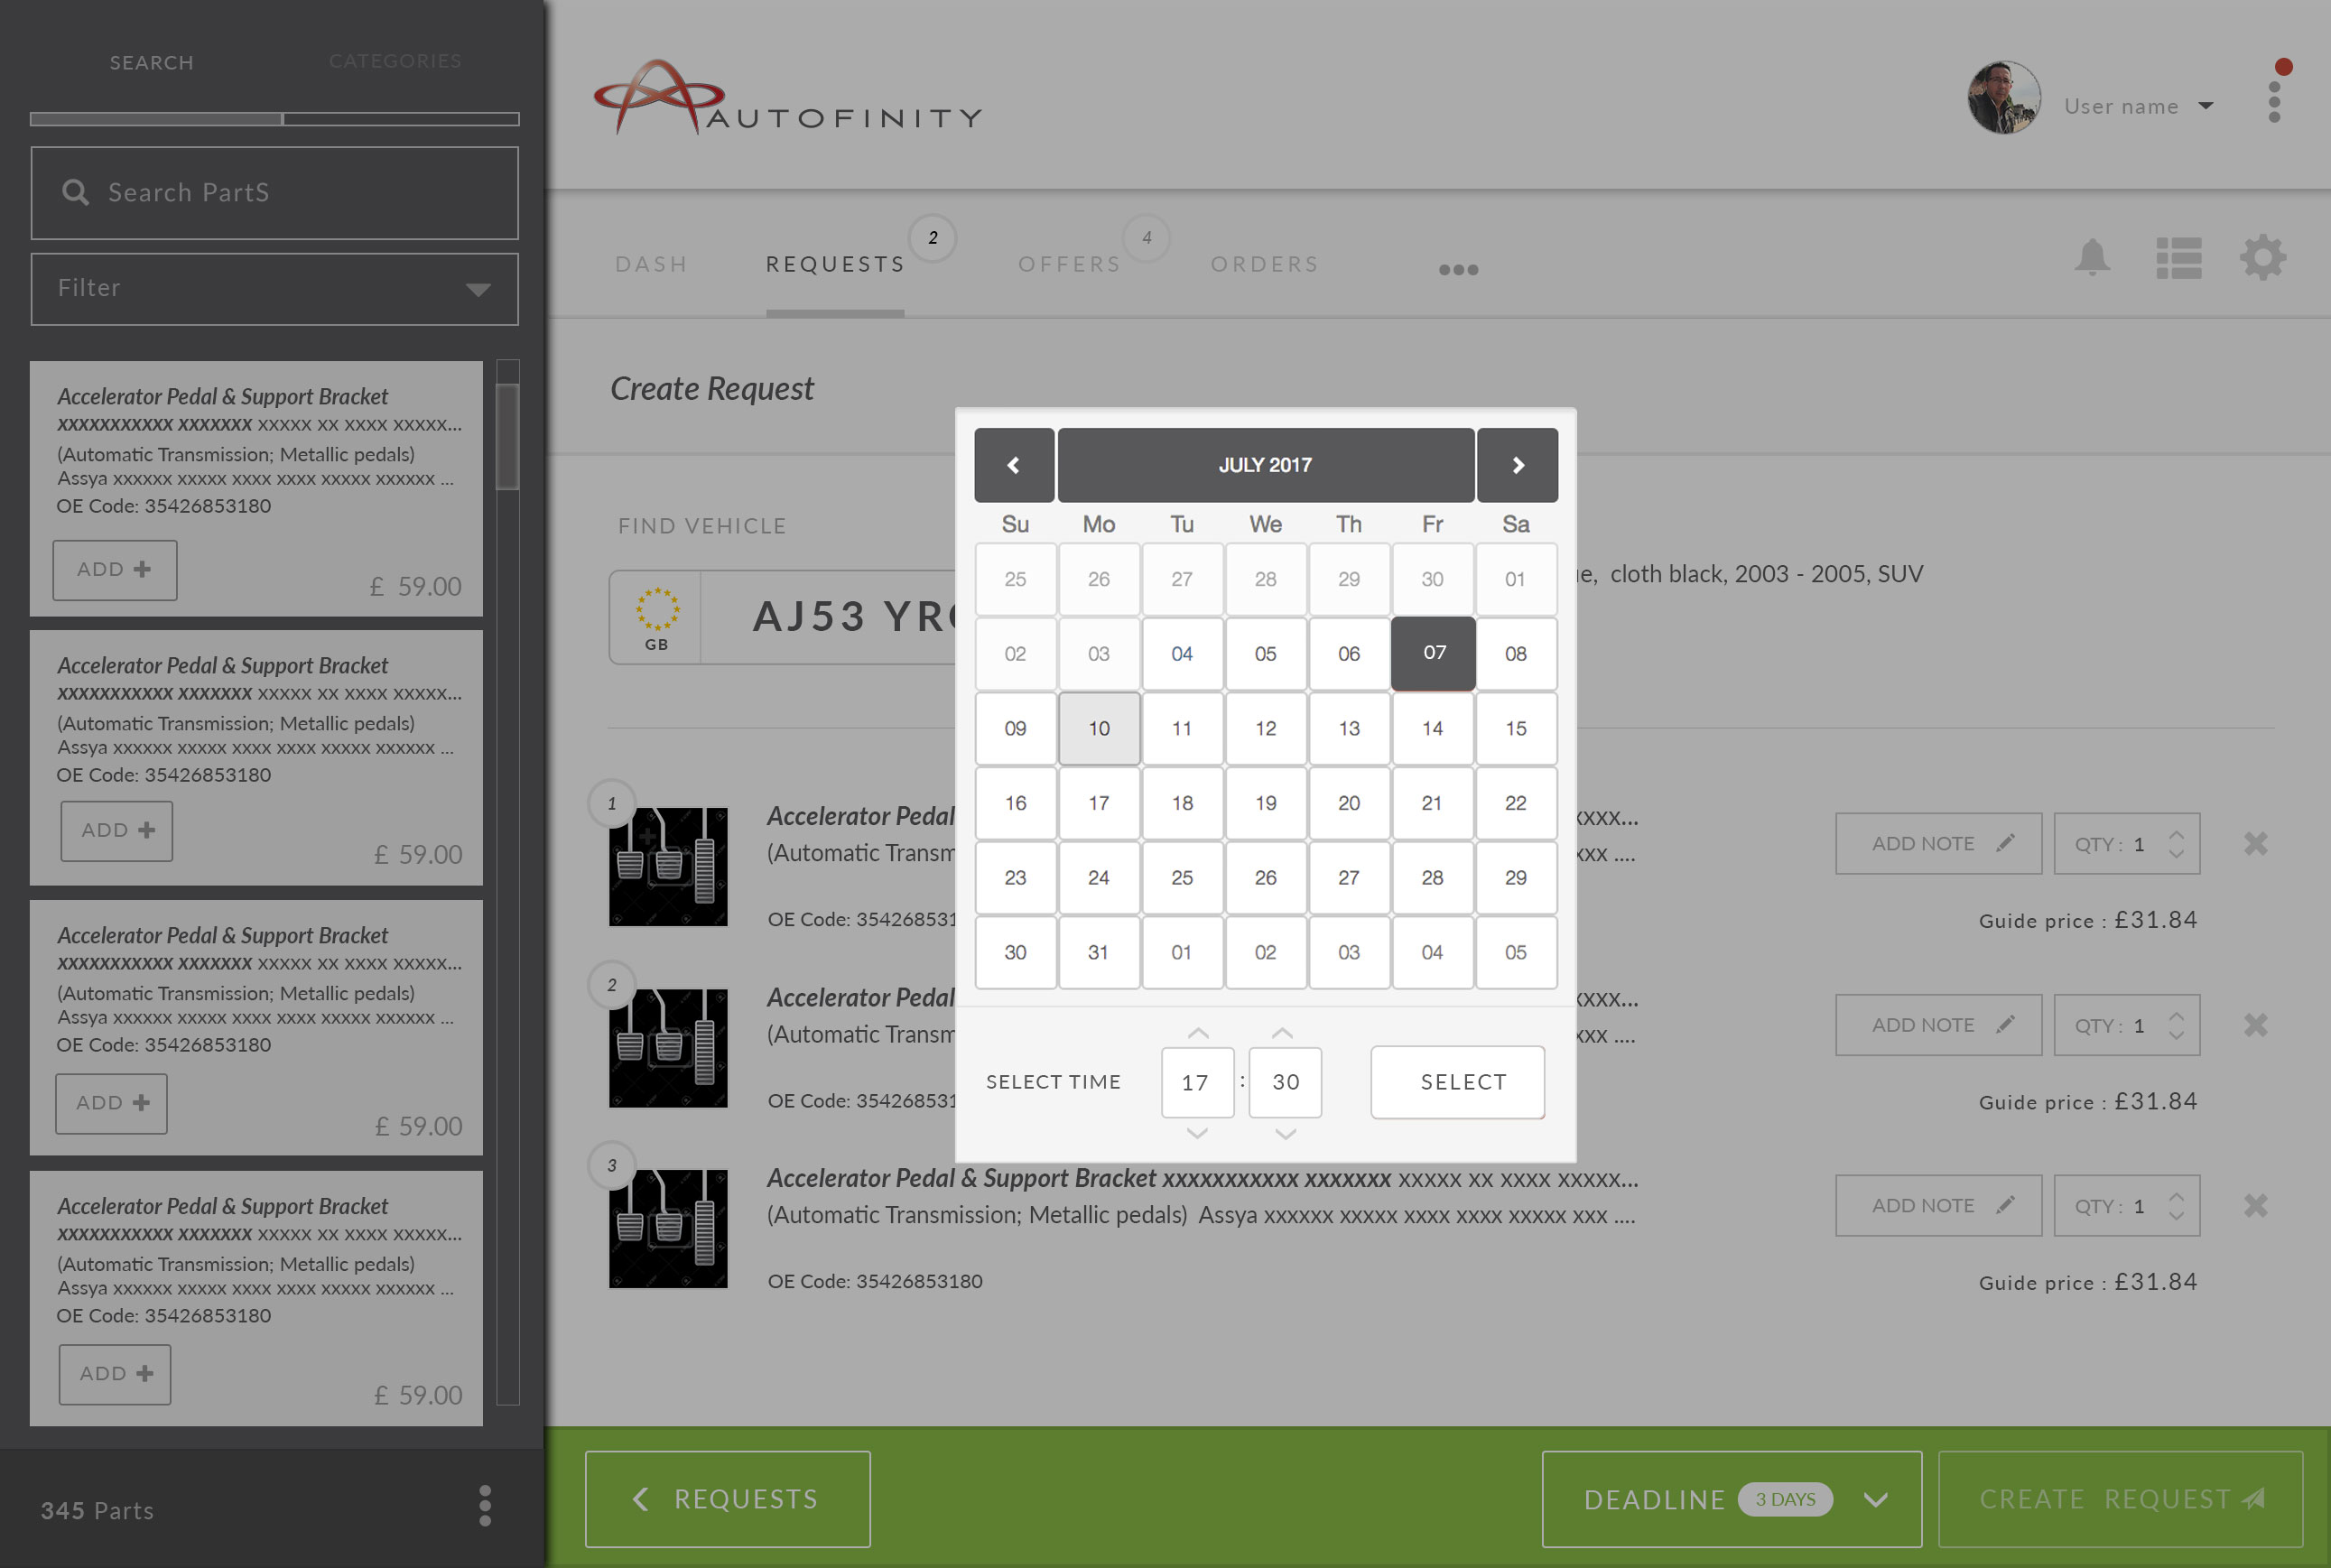 SEARCH
CATEGORIES
Search PartS
Filter
Accelerator Pedal & Support Bracket
xxxxxxxxxxx xxxxxxx xxxxx xx xxxx xxxxx...
(Automatic Transmission; Metallic pedals)
Assya xxxxxx xxxxx xxxx xxxx xxxxx xxxxxx ...
OE Code: 35426853180
ADD
£ 59.00
Accelerator Pedal & Support Bracket
xxxxxxxxxxx xxxxxxx xxxxx xx xxxx xxxxx...
(Automatic Transmission; Metallic pedals)
Assya xxxxxx xxxxx xxxx xxxx xxxxx xxxxxx ...
OE Code: 35426853180
ADD
£ 59.00
Accelerator Pedal & Support Bracket
xxxxxxxxxxx xxxxxxx xxxxx xx xxxx xxxxx...
(Automatic Transmission; Metallic pedals)
Assya xxxxxx xxxxx xxxx xxxx xxxxx xxxxxx ...
OE Code: 35426853180
ADD
£ 59.00
Accelerator Pedal & Support Bracket
xxxxxxxxxxx xxxxxxx xxxxx xx xxxx xxxxx...
(Automatic Transmission; Metallic pedals)
Assya xxxxxx xxxxx xxxx xxxx xxxxx xxxxxx ...
OE Code: 35426853180
ADD
£ 59.00
345 Parts
AUTOFINITY
User name
DASH
REQUESTS
2
OFFERS
4
ORDERS
Create Request
FIND VEHICLE
GB
AJ53
cloth black, 2003 - 2005, SUV
JULY 2017
Su Mo Tu We Th Fr Sa
25 26 27 28 29 30 01
02 03 04 05 06 07 08
09 10 11 12 13 14 15
16 17 18 19 20 21 22
23 24 25 26 27 28 29
30 31 01 02 03 04 05
SELECT TIME
17 : 30
SELECT
1
Accelerator Pedal
xxxx...
(Automatic Transm
xxx ....
OE Code: 354268531
ADD NOTE
QTY : 1
Guide price : £31.84
2
Accelerator Pedal
xxxx...
(Automatic Transm
xxx ....
OE Code: 354268531
ADD NOTE
QTY : 1
Guide price : £31.84
3
Accelerator Pedal & Support Bracket xxxxxxxxxxx xxxxxxx xxxxx xx xxxx xxxxx...
(Automatic Transmission; Metallic pedals) Assya xxxxxx xxxxx xxxx xxxx xxxxx xxx ....
OE Code: 35426853180
ADD NOTE
QTY : 1
Guide price : £31.84
REQUESTS
DEADLINE 3 DAYS
CREATE REQUEST